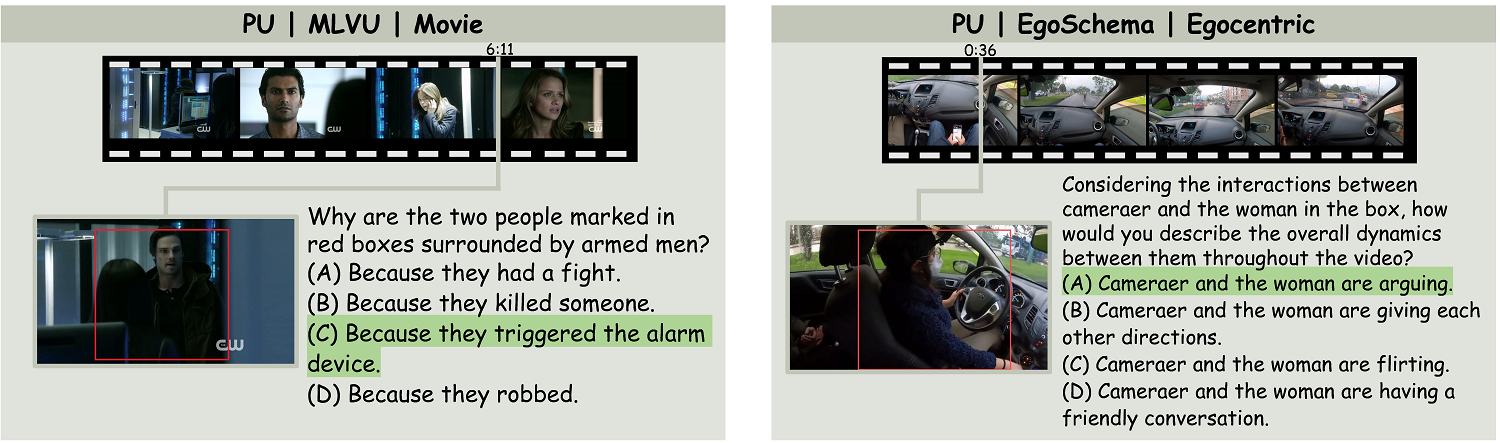 PU | MLVU | Movie
6:11
CW
CW
CW
CW
Why are the two people marked in
red boxes surrounded by armed men?
(A) Because they had a fight.
(B) Because they killed someone.
(C) Because they triggered the alarm
device.
(D) Because they robbed.
PU | EgoSchema | Egocentric
0:36
Considering the interactions between
cameraer and the woman in the box, how
would you describe the overall dynamics
between them throughout the video?
(A) Cameraer and the woman are arguing.
(B) Cameraer and the woman are giving each
other directions.
(C) Cameraer and the woman are flirting.
(D) Cameraer and the woman are having a
friendly conversation.